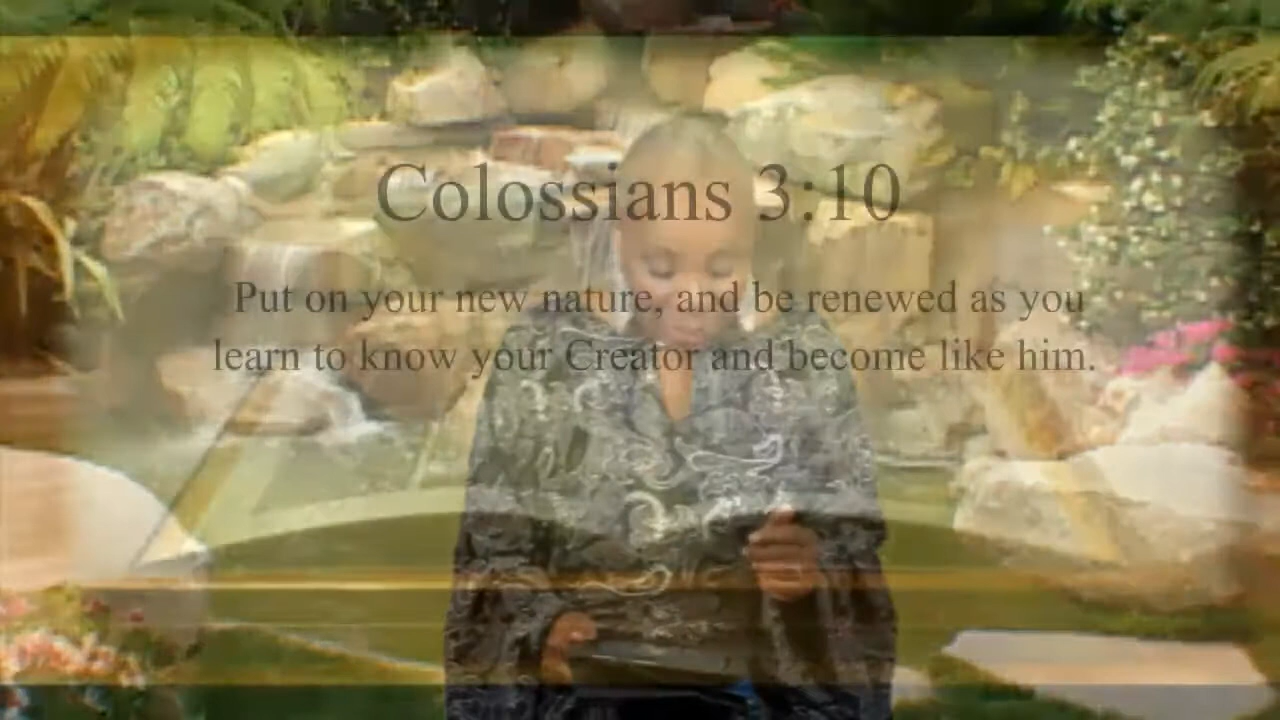 Colossians 3:10
Put on your new nature, and be renewed as you
learn to know your Creator and become like him.